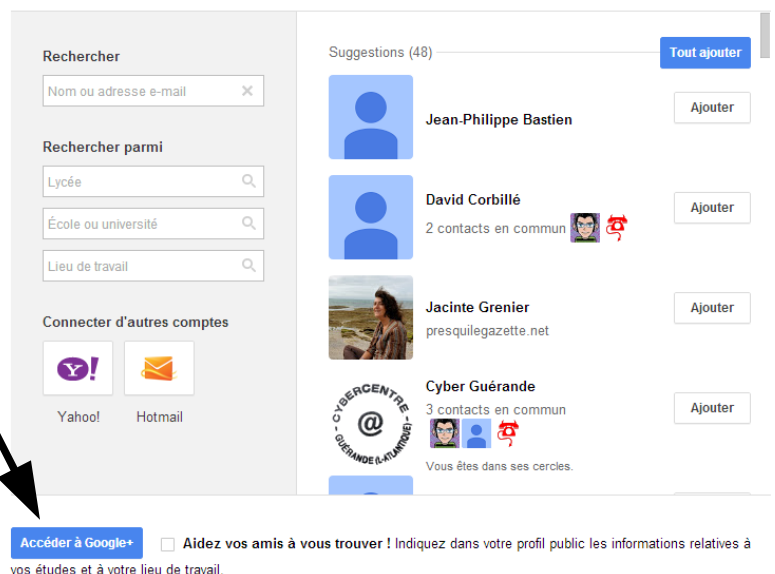 Rechercher
Nom ou adresse e-mail
Rechercher parmi
Lycée
École ou université
Lieu de travail
Connecter d'autres comptes
Y!
Yahoo!
Hotmail
Suggestions (48)
Tout ajouter
Jean-Philippe Bastien
Ajouter
David Corbillé
2 contacts en commun
Ajouter
Jacinte Grenier
presquilegazette.net
Ajouter
CYBERCENTRE
@
GUÉRANDE (L-ATLANTIQUE)
Cyber Guérande
3 contacts en commun
Vous êtes dans ses cercles.
Ajouter
Accéder à Google+
Aidez vos amis à vous trouver ! Indiquez dans votre profil public les informations relatives à
vos études et à votre lieu de travail.